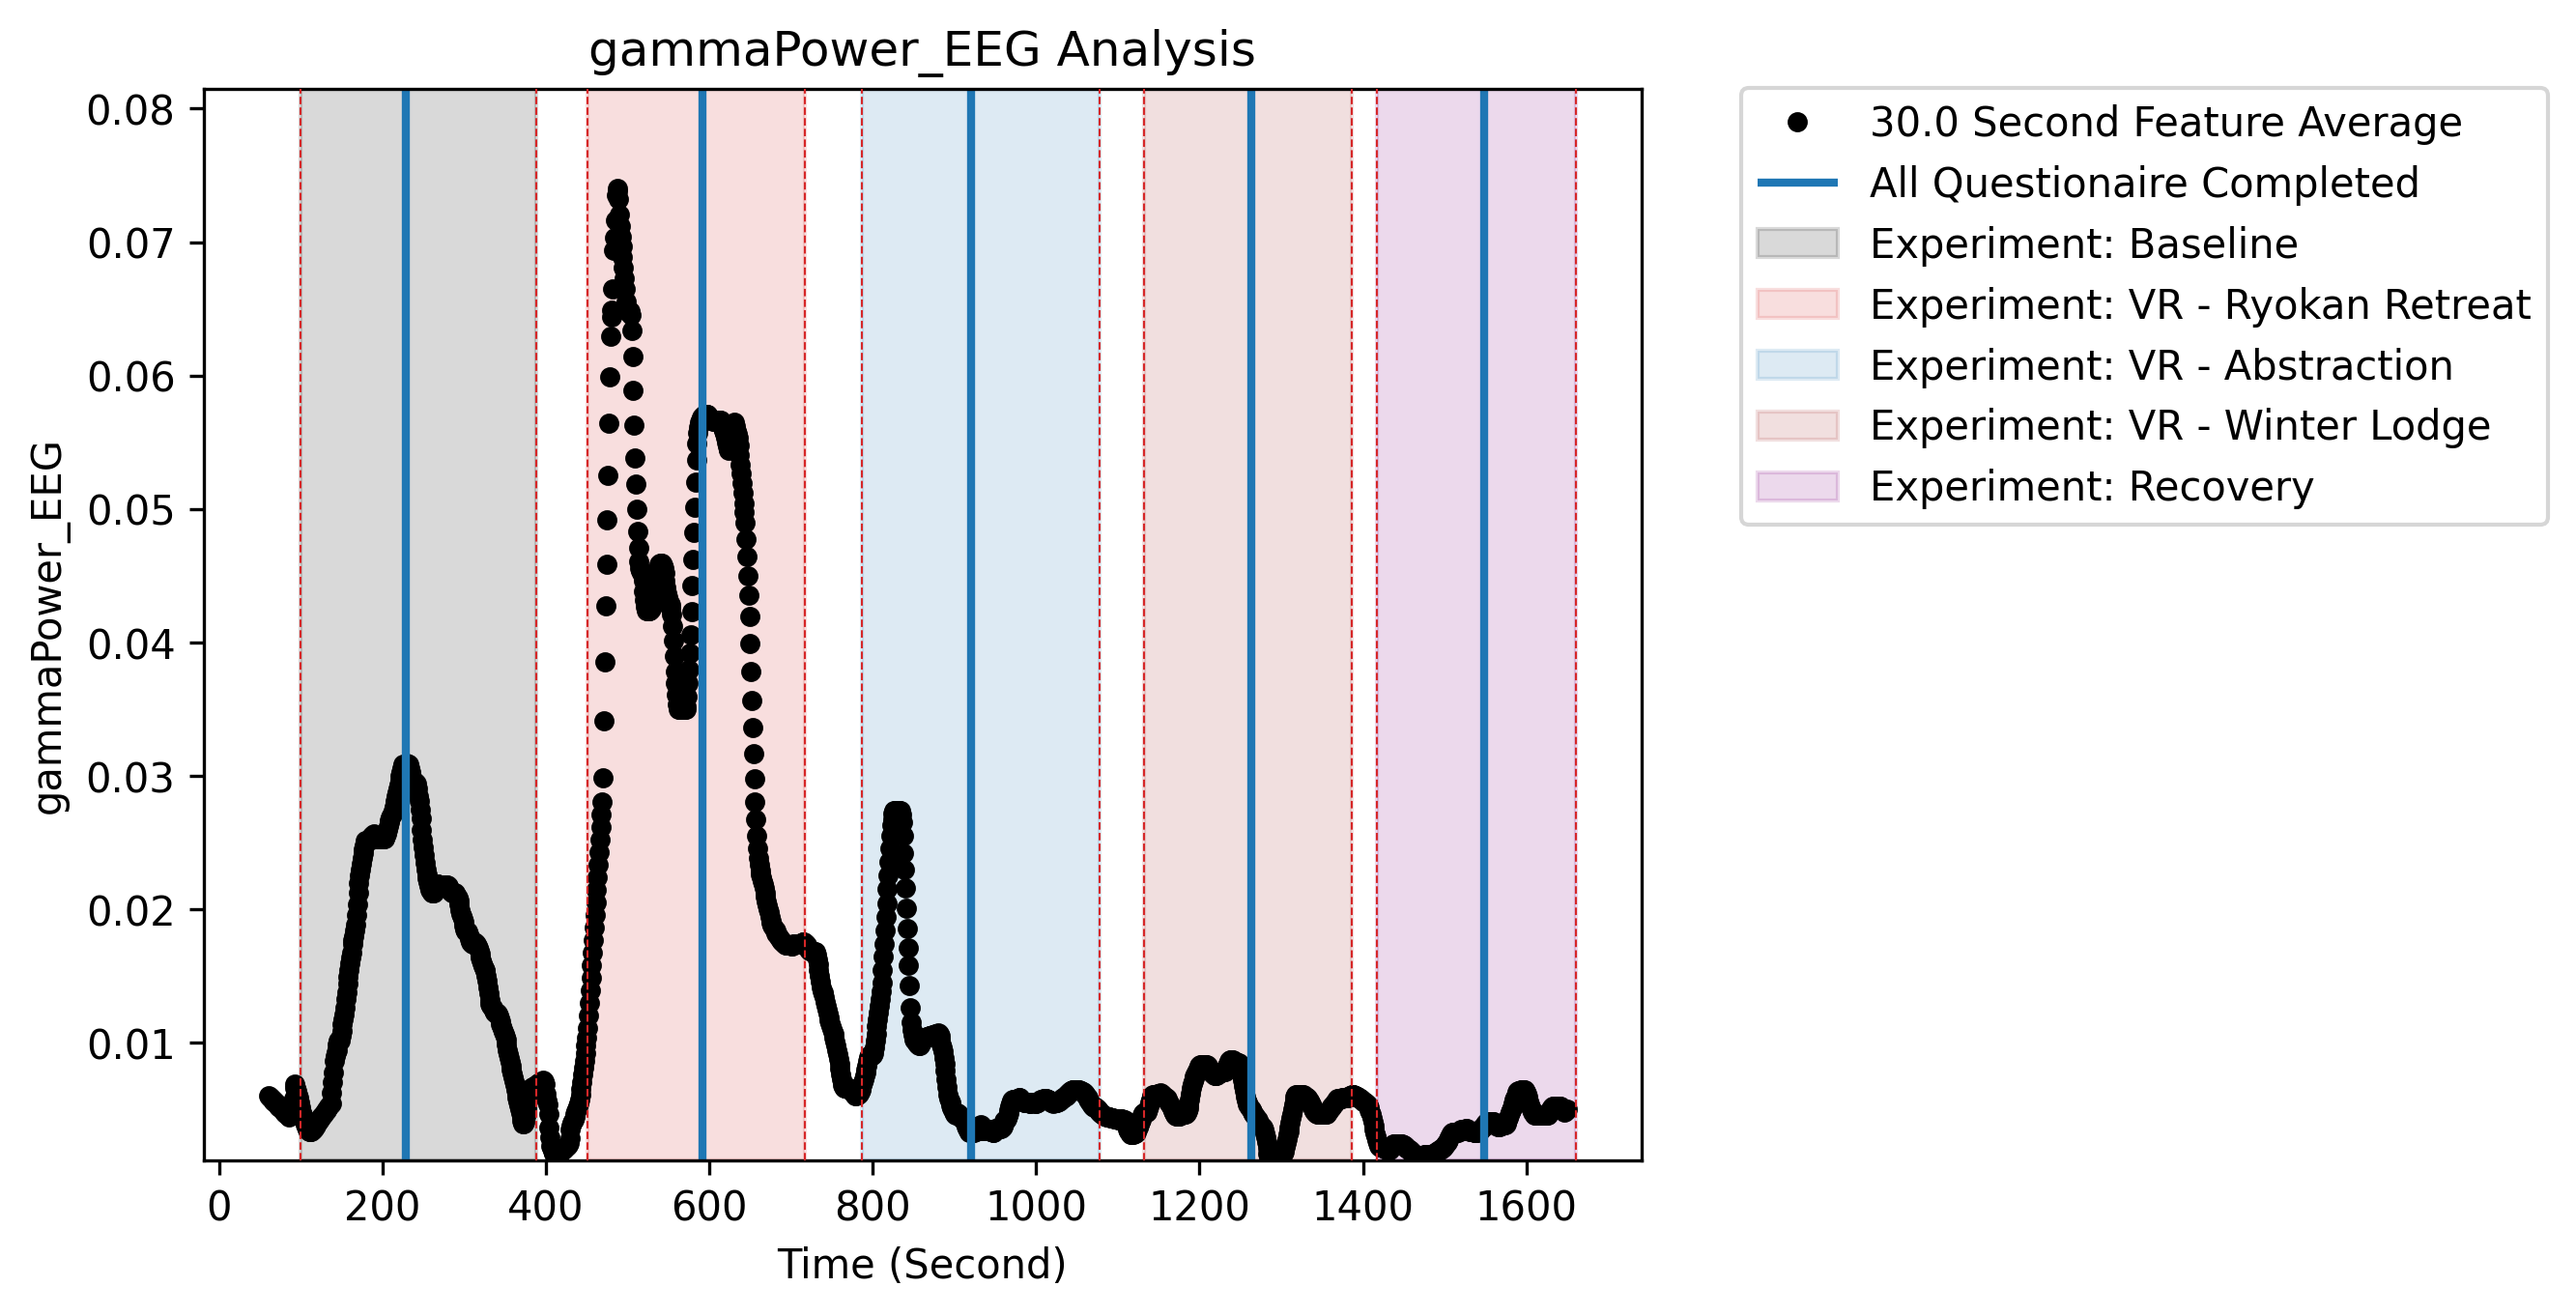 gammaPower_EEG Analysis
gammaPower_EEG
0.08
0.07
0.06
0.05
0.04
0.03
0.02
0.01
0 200 400 600 800 1000 1200 1400 1600
Time (Second)
30.0 Second Feature Average
All Questionaire Completed
Experiment: Baseline
Experiment: VR - Ryokan Retreat
Experiment: VR - Abstraction
Experiment: VR - Winter Lodge
Experiment: Recovery